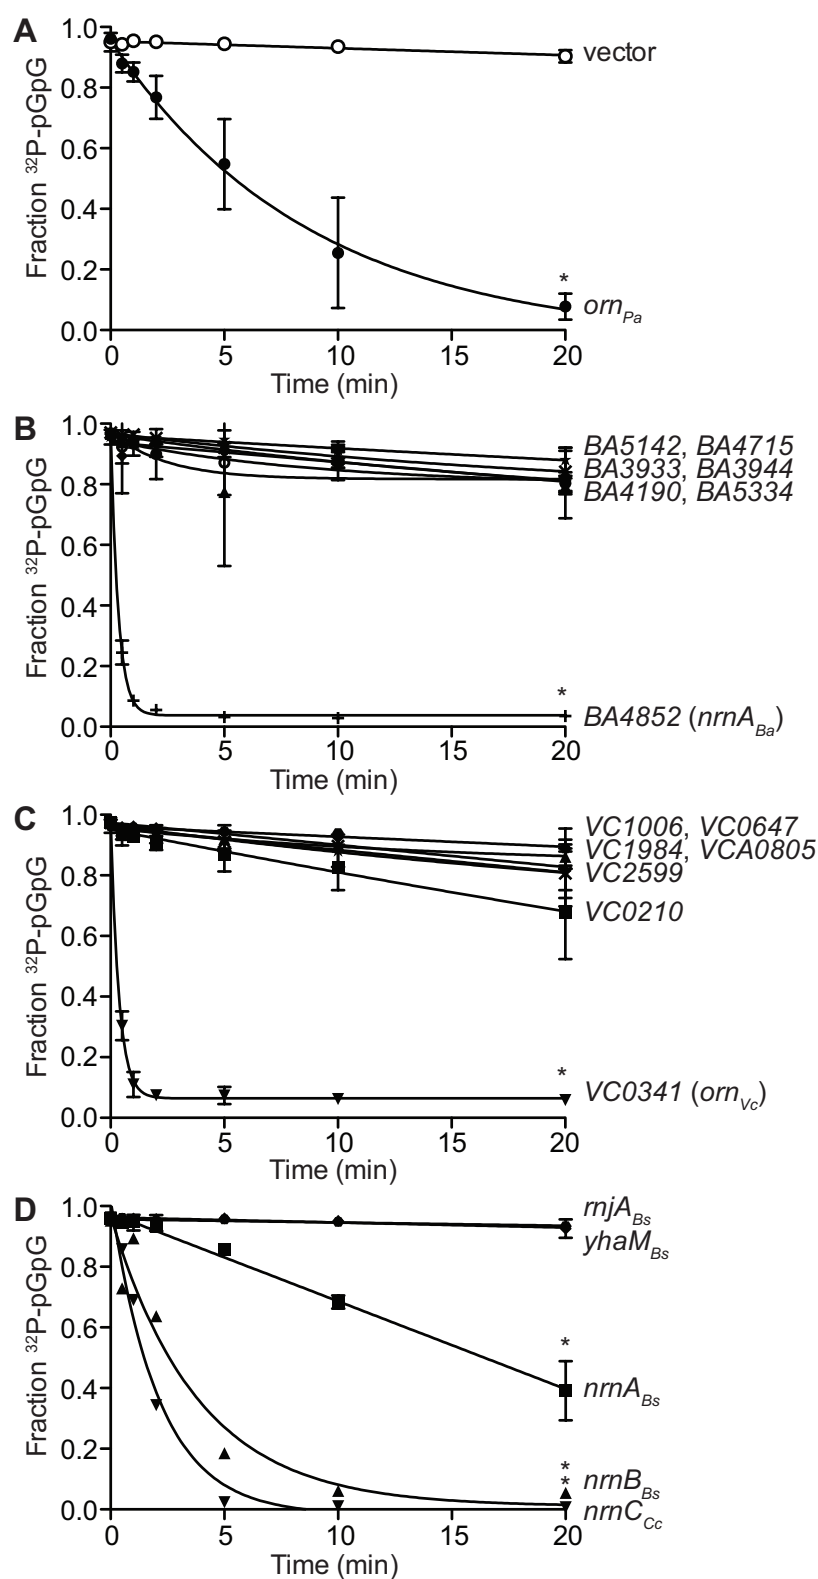 A
1.0
0.8
0.6
0.4
0.2
0.0
Fraction ³²P-pGpG
vector
*
orn_Pa
0 5 10 15 20
Time (min)
B
1.0
0.8
0.6
0.4
0.2
0.0
Fraction ³²P-pGpG
BA5142, BA4715
BA3933, BA3944
BA4190, BA5334
*
BA4852 (nrnA_Ba)
0 5 10 15 20
Time (min)
C
1.0
0.8
0.6
0.4
0.2
0.0
Fraction ³²P-pGpG
VC1006, VC0647
VC1984, VCA0805
VC2599
VC0210
*
VC0341 (orn_Vc)
0 5 10 15 20
Time (min)
D
1.0
0.8
0.6
0.4
0.2
0.0
Fraction ³²P-pGpG
rnjA_Bs
yhaM_Bs
*
nrnA_Bs
*
*
nrnB_Bs
nrnC_Cc
0 5 10 15 20
Time (min)